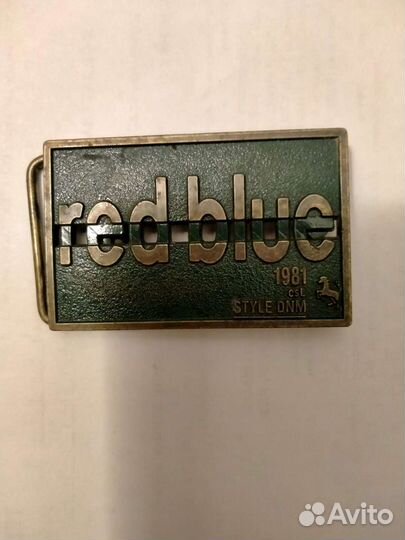 red blue
1981
est.
STYLE DNM
Avito